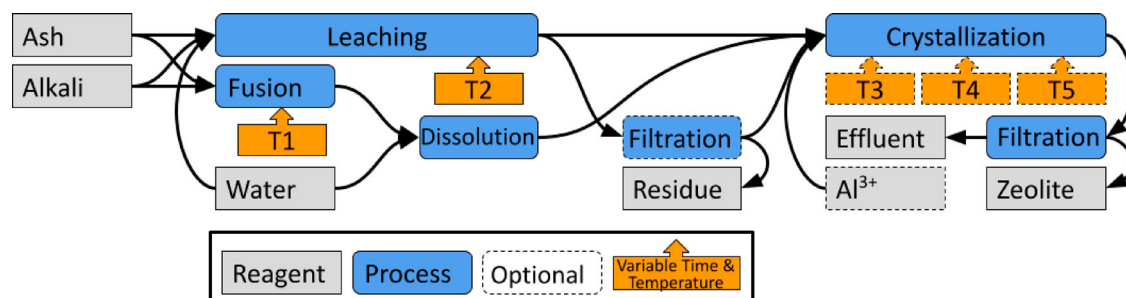 Ash
Leaching
Crystallization
Alkali
Fusion
T2
T3
T4
T5
T1
Dissolution
Filtration
Effluent
Filtration
Water
Residue
Al³⁺
Zeolite
Reagent
Process
Optional
Variable Time &
Temperature